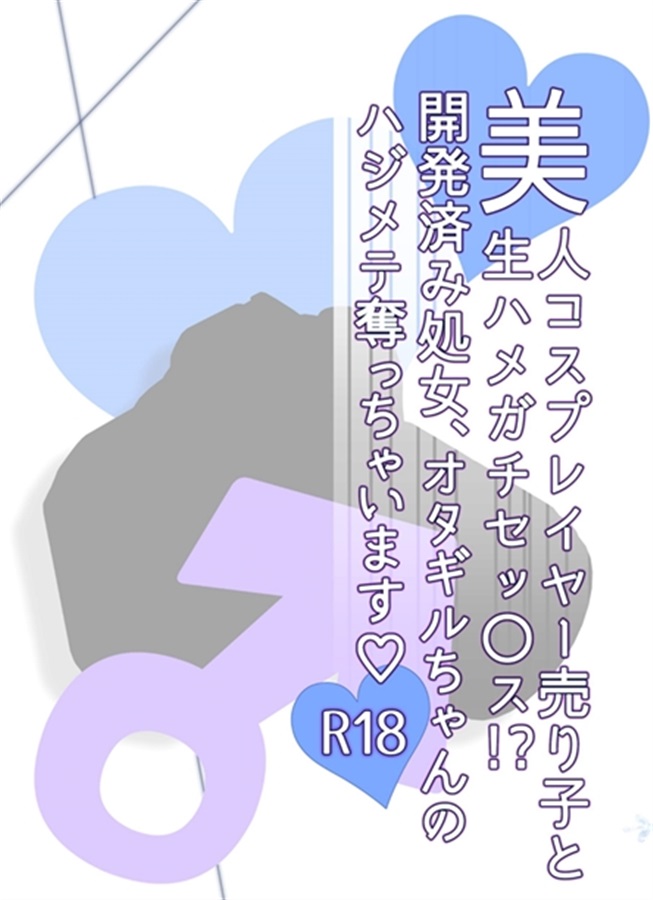 美人コスプレイヤー売り子と
生ハメガチセッ〇ス!?
開発済み処女、オタギルちゃんの
ハジメテ奪っちゃいます♡
R18